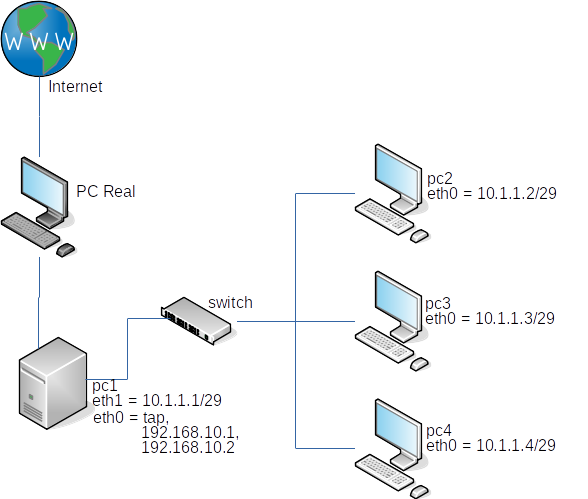 W W W
Internet
PC Real
pc2
eth0 = 10.1.1.2/29
switch
pc3
eth0 = 10.1.1.3/29
pc1
eth1 = 10.1.1.1/29
eth0 = tap,
192.168.10.1,
192.168.10.2
pc4
eth0 = 10.1.1.4/29